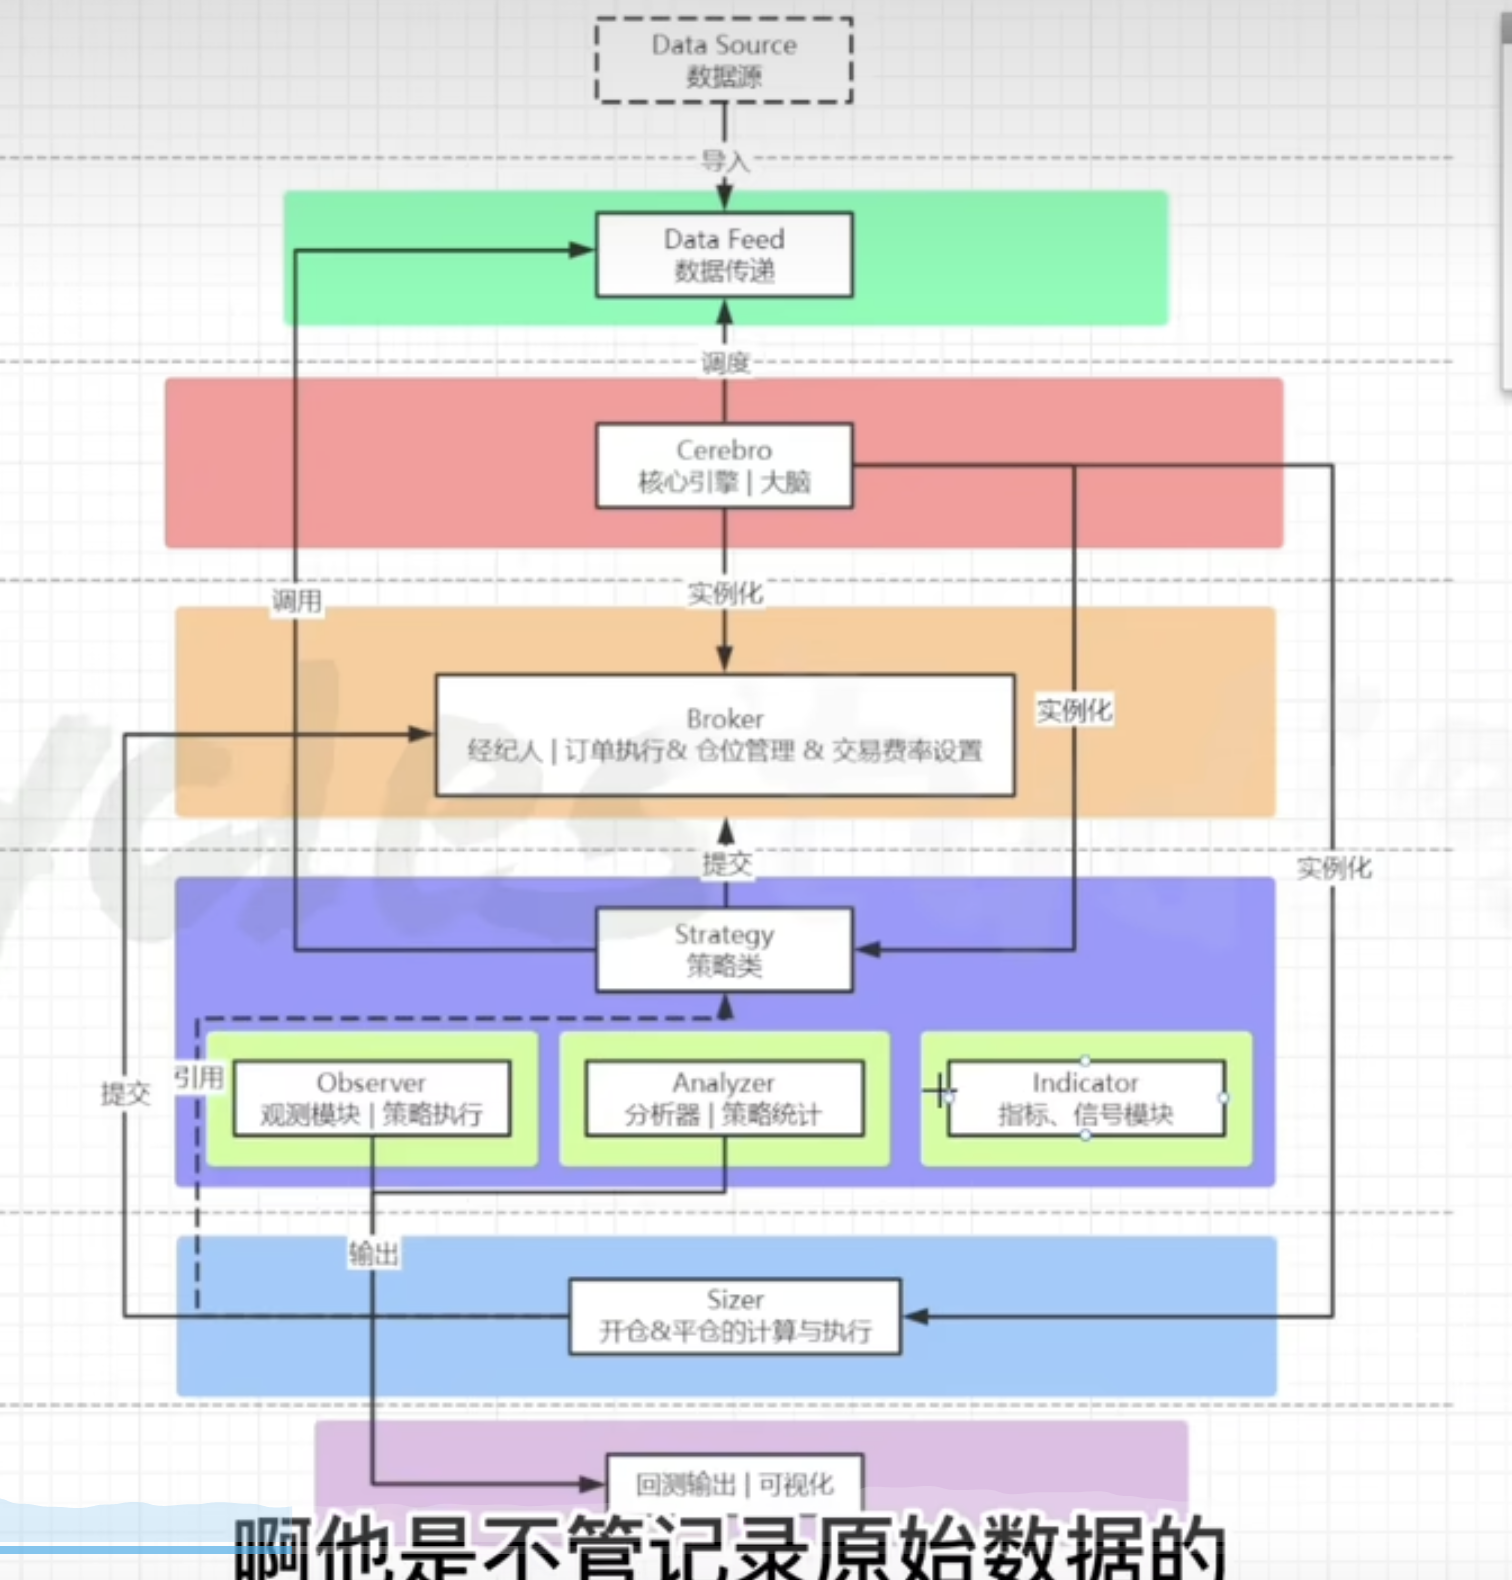 Data Source
数据源
导入
Data Feed
数据传递
调度
Cerebro
核心引擎 | 大脑
调用
实例化
Broker
经纪人 | 订单执行& 仓位管理 & 交易费率设置
实例化
提交
实例化
Strategy
策略类
提交
引用
Observer
观测模块 | 策略执行
Analyzer
分析器 | 策略统计
Indicator
指标、信号模块
输出
Sizer
开仓&平仓的计算与执行
回测输出 | 可视化
啊他是不管记录原始数据的